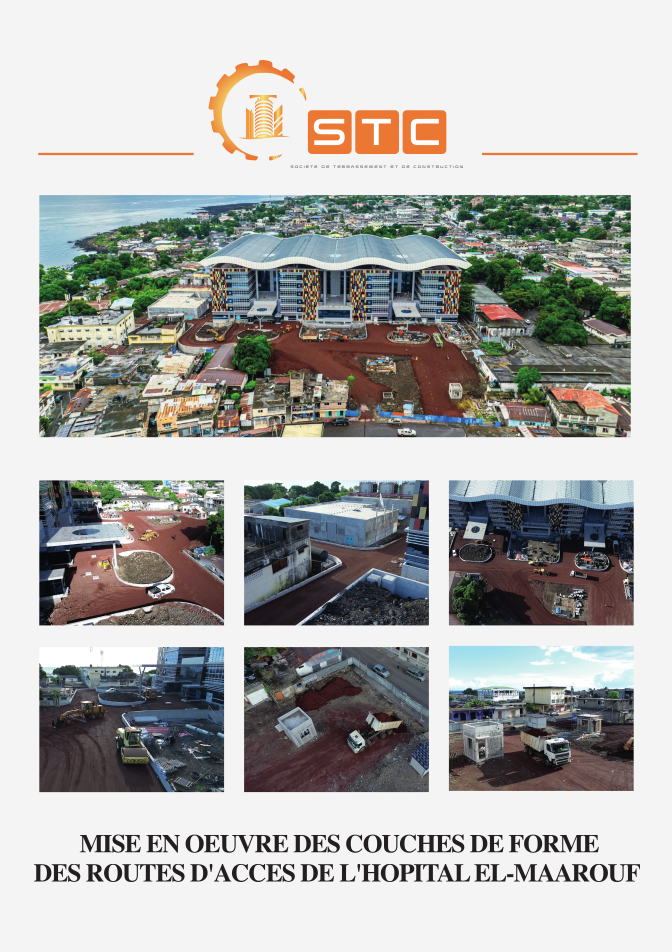 STC
SOCIETE DE TERRASSEMENT ET DE CONSTRUCTION
MISE EN OEUVRE DES COUCHES DE FORME
DES ROUTES D'ACCES DE L'HOPITAL EL-MAAROUF